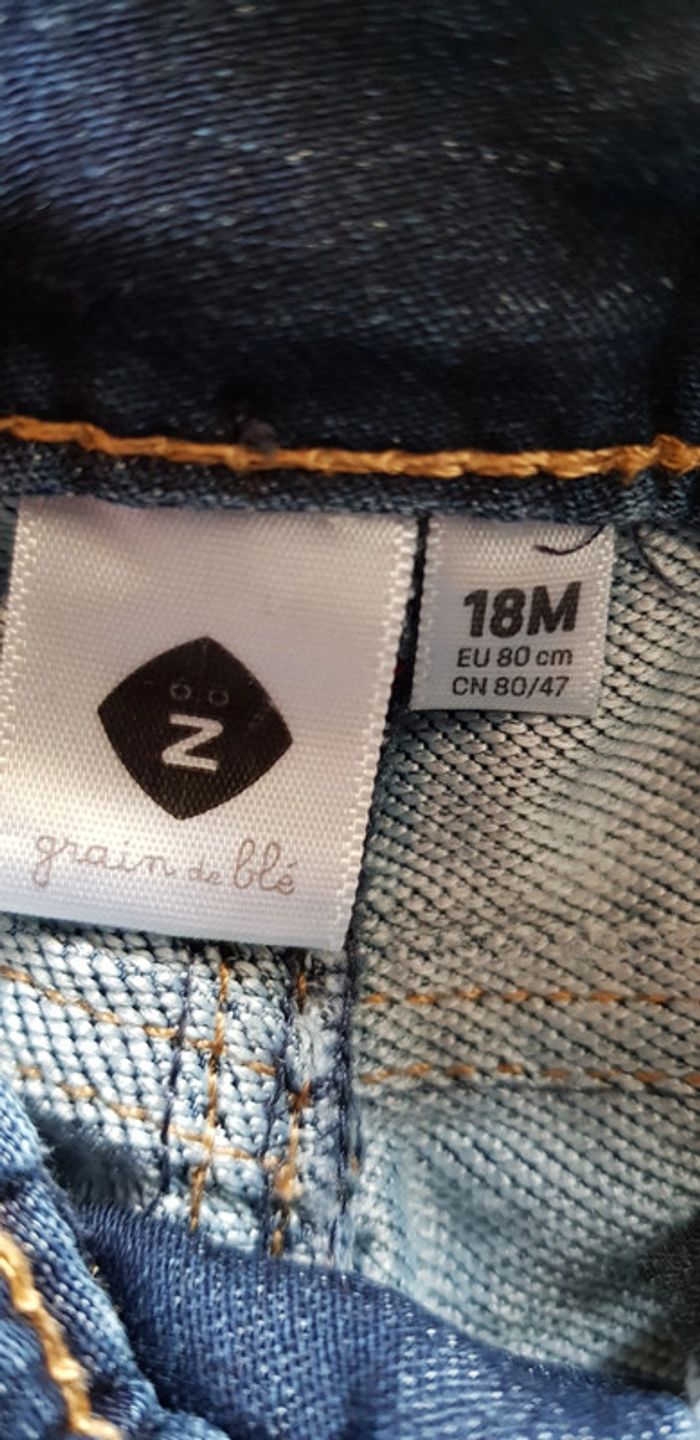 Z
grain de blé
18M
EU 80 cm
CN 80/47